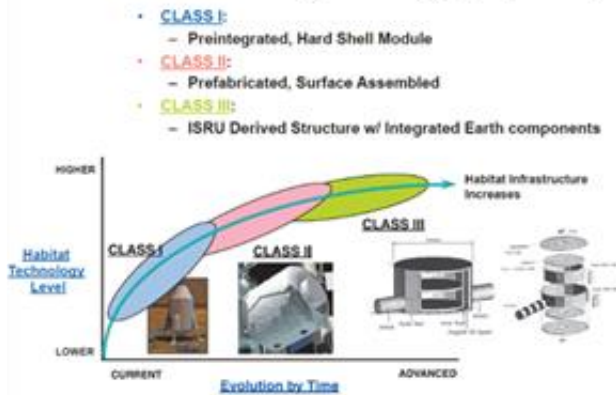 • CLASS I:
– Preintegrated, Hard Shell Module
• CLASS II:
– Prefabricated, Surface Assembled
• CLASS III:
– ISRU Derived Structure w/ Integrated Earth components
HIGHER
Habitat Infrastructure
Increases
CLASS I
CLASS II
CLASS III
Habitat
Technology
Level
LOWER
CURRENT
ADVANCED
Evolution by Time